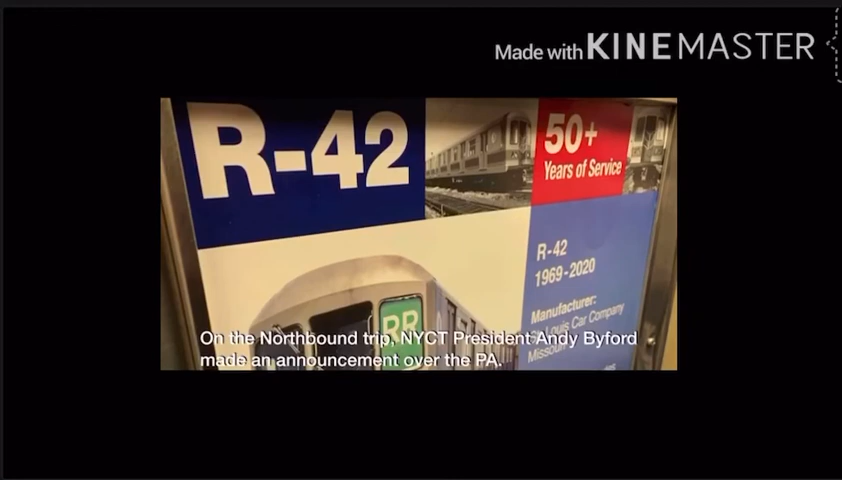 Made with KINEMASTER
R-42
50+
Years of Service
R-42
1969-2020
Manufacturer:
St. Louis Car Company
Missouri
RR
On the Northbound trip, NYCT President Andy Byford
made an announcement over the PA.